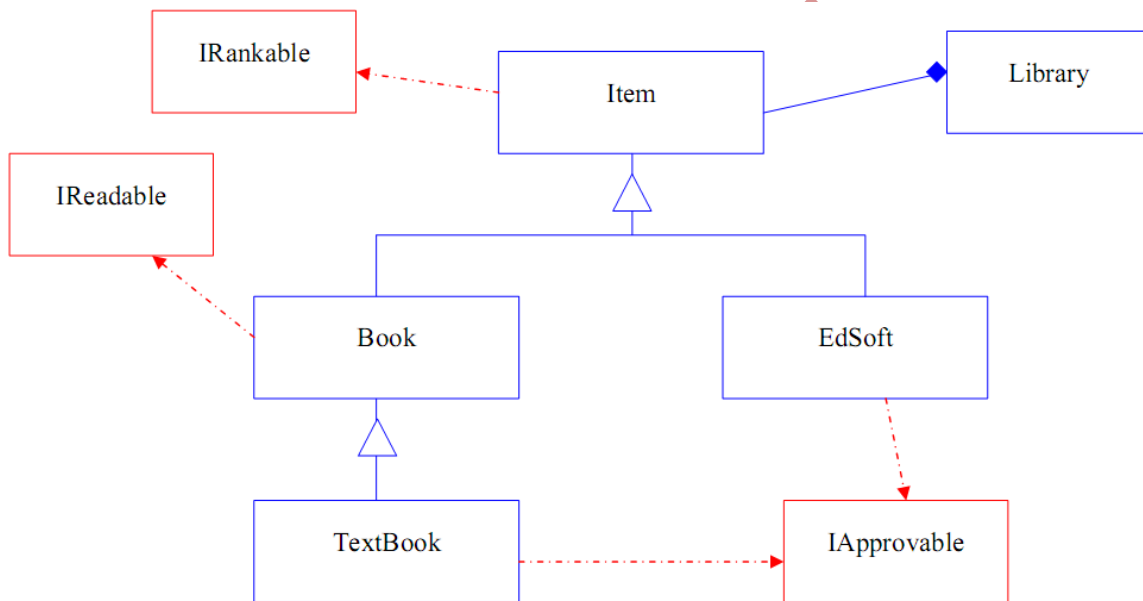 IRankable
Item
Library
IReadable
Book
EdSoft
TextBook
IApprovable